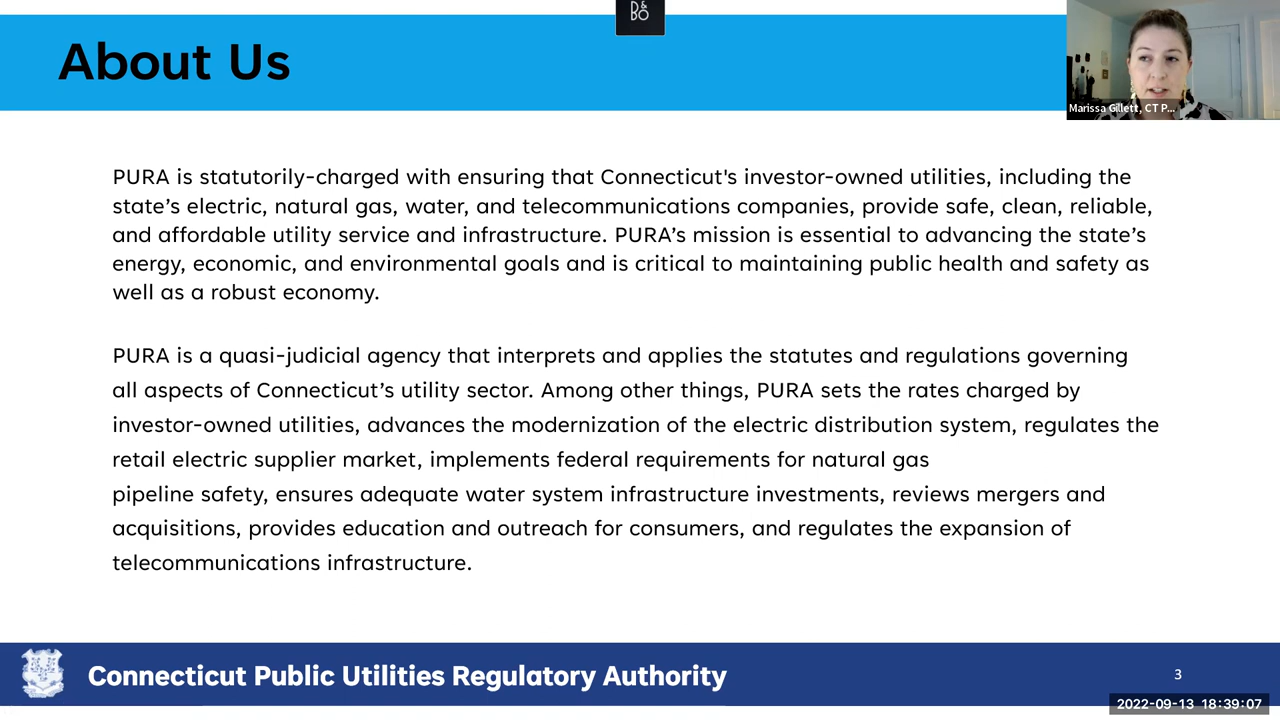 D&
BO
About Us
Marissa Gillett, CT P...
PURA is statutorily-charged with ensuring that Connecticut's investor-owned utilities, including the
state’s electric, natural gas, water, and telecommunications companies, provide safe, clean, reliable,
and affordable utility service and infrastructure. PURA’s mission is essential to advancing the state’s
energy, economic, and environmental goals and is critical to maintaining public health and safety as
well as a robust economy.
PURA is a quasi-judicial agency that interprets and applies the statutes and regulations governing
all aspects of Connecticut’s utility sector. Among other things, PURA sets the rates charged by
investor-owned utilities, advances the modernization of the electric distribution system, regulates the
retail electric supplier market, implements federal requirements for natural gas
pipeline safety, ensures adequate water system infrastructure investments, reviews mergers and
acquisitions, provides education and outreach for consumers, and regulates the expansion of
telecommunications infrastructure.
Connecticut Public Utilities Regulatory Authority
3
2022-09-13 18:39:07